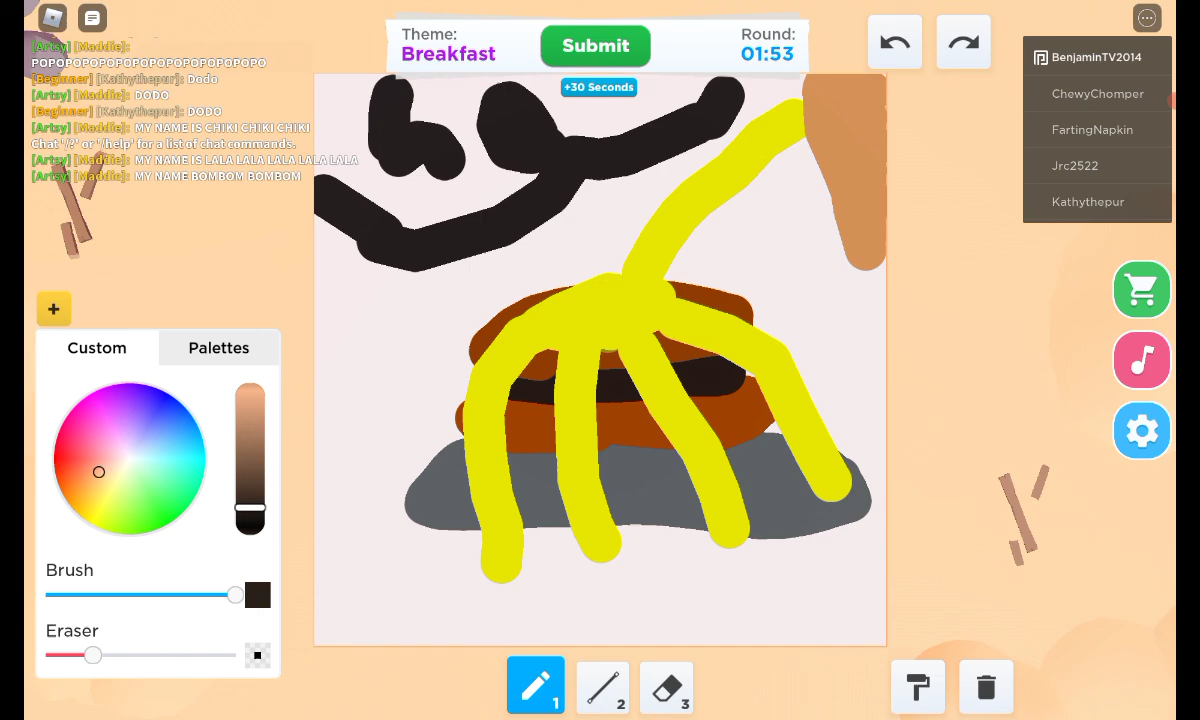 Theme:
Breakfast
Submit
Round:
01:53
+30 Seconds
[Artsy] [Maddie]:
POPOPOPOPOPOPOPOPOPOPOPOPOPO
[Beginner] [Kathythepur]: Dodo
[Artsy] [Maddie]: DODO
[Beginner] [Kathythepur]: DODO
[Artsy] [Maddie]: MY NAME IS CHIKI CHIKI CHIKI
Chat '/?' or '/help' for a list of chat commands.
[Artsy] [Maddie]: MY NAME IS LALA LALA LALA LALA LALA
[Artsy] [Maddie]: MY NAME BOMBOM BOMBOM
BenjaminTV2014
ChewyChomper
FartingNapkin
Jrc2522
Kathythepur
+
Custom
Palettes
Brush
Eraser
1
2
3